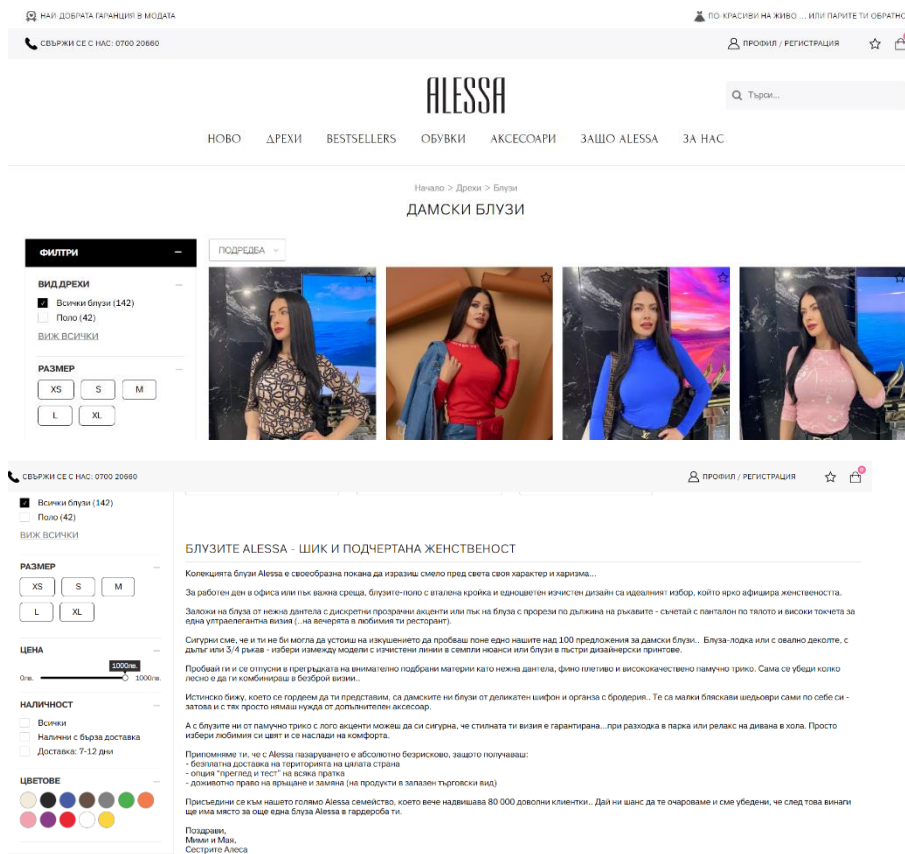 НАЙ-ДОБРАТА ГАРАНЦИЯ В МОДАТА
ПО-КРАСИВИ НА ЖИВО ... ИЛИ ПАРИТЕ ТИ ОБРАТНО
СВЪРЖИ СЕ С НАС: 0700 20660
ПРОФИЛ / РЕГИСТРАЦИЯ
ALESSA
Търси...
НОВО ДРЕХИ BESTSELLERS ОБУВКИ АКСЕСОАРИ ЗАЩО ALESSA ЗА НАС
Начало > Дрехи > Блузи
ДАМСКИ БЛУЗИ
ФИЛТРИ
ПОДРЕДБА
ВИД ДРЕХИ
Всички блузи (142)
Поло (42)
ВИЖ ВСИЧКИ
РАЗМЕР
XS S M
L XL
СВЪРЖИ СЕ С НАС: 0700 20660
ПРОФИЛ / РЕГИСТРАЦИЯ
0
Всички блузи (142)
Поло (42)
ВИЖ ВСИЧКИ
РАЗМЕР
XS S M
L XL
ЦЕНА
1000лв.
0лв. 1000лв.
НАЛИЧНОСТ
Всички
Налични с бърза доставка
Доставка: 7-12 дни
ЦВЕТОВЕ
БЛУЗИТЕ ALESSA - ШИК И ПОДЧЕРТАНА ЖЕНСТВЕНОСТ
Колекцията блузи Alessa е своеобразна покана да изразиш смело пред света своя характер и харизма...
За работен ден в офиса или пък важна среща, блузите-поло с вталена кройка и едноцветен изчистен дизайн са идеалният избор, който ярко афишира женствеността.
Заложи на блуза от нежна дантела с дискретни прозрачни акценти или пък на блуза с прорези по дължина на ръкавите - съчетай с панталон по тялото и високи токчета за
една ултраелегантна визия (..на вечерята в любимия ти ресторант).
Сигурни сме, че и ти не би могла да устоиш на изкушението да пробваш поне едно нашите над 100 предложения за дамски блузи.. Блуза-лодка или с овално деколте, с
дълъг или 3/4 ръкав - избери измежду модели с изчистени линии в семпли нюанси или блузи в пъстри дизайнерски принтове.
Пробвай ги и се отпусни в прегръдката на внимателно подбрани материи като нежна дантела, фино плетиво и висококачествено памучно трико. Сама се убеди колко
лесно е да ги комбинираш в безброй визии..
Истинско бижу, което се гордеем да ти представим, са дамските ни блузи от деликатен шифон и органза с бродерия.. Те са малки бляскави шедьоври сами по себе си -
затова и с тях просто нямаш нужда от допълнителен аксесоар.
А с блузите ни от памучно трико с лого акценти можеш да си сигурна, че стилната ти визия е гарантирана...при разходка в парка или релакс на дивана в хола. Просто
избери любимия си цвят и се наслади на комфорта.
Припомняме ти, че с Alessa пазаруването е абсолютно безрисково, защото получаваш:
- безплатна доставка на територията на цялата страна
- опция "преглед и тест" на всяка пратка
- доживотно право на връщане и замяна (на продукти в запазен търговски вид)
Присъедини се към нашето голямо Alessa семейство, което вече надвишава 80 000 доволни клиентки.. Дай ни шанс да те очароваме и сме убедени, че след това винаги
ще има място за още една блуза Alessa в гардероба ти.
Поздрави,
Мими и Мая,
Сестрите Алеса